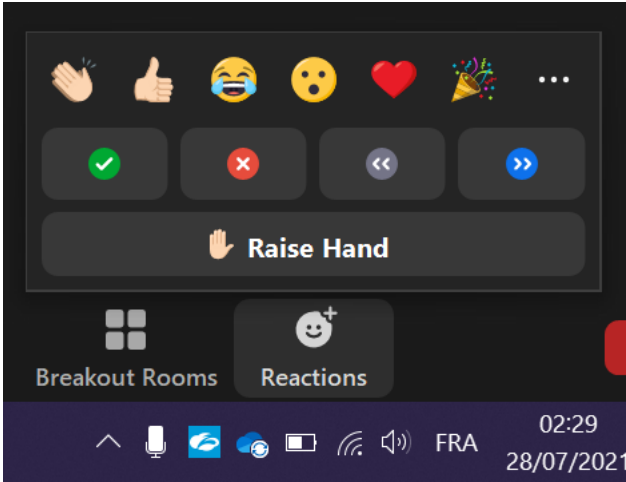 Raise Hand
Breakout Rooms
Reactions
FRA
02:29
28/07/2021